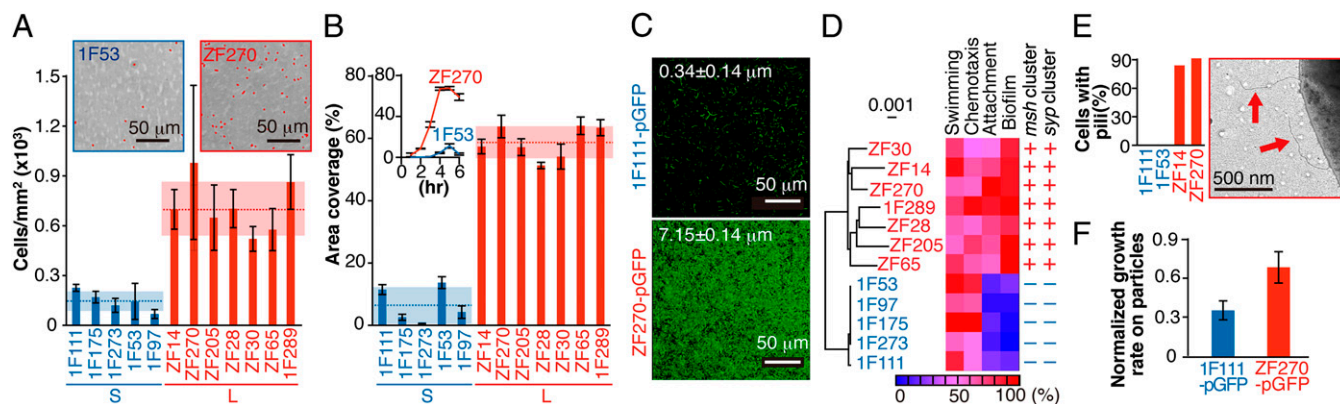 A
1F53
50 μm
ZF270
50 μm
Cells/mm² (x10³)
1.5
1.2
0.9
0.6
0.3
0
1F111
1F175
1F273
1F53
1F97
ZF14
ZF270
ZF205
ZF28
ZF30
ZF65
1F289
S
L
B
Area coverage (%)
80
60
40
20
0
ZF270
1F53
60
40
20
0
0 2 4 6
(hr)
1F111
1F175
1F273
1F53
1F97
ZF14
ZF270
ZF205
ZF28
ZF30
ZF65
1F289
S
L
C
1F111-pGFP
0.34±0.14 μm
50 μm
ZF270-pGFP
7.15±0.14 μm
50 μm
D
0.001
Swimming
Chemotaxis
Attachment
Biofilm
msh cluster
syp cluster
ZF30 + +
ZF14 + +
ZF270 + +
1F289 + +
ZF28 + +
ZF205 + +
ZF65 + +
1F53 − −
1F97 − −
1F175 − −
1F273 − −
1F111 − −
0 50 100 (%)
E
Cells with
pili(%)
90
60
30
0
1F111
1F53
ZF14
ZF270
500 nm
F
Normalized growth
rate on particles
0.9
0.6
0.3
0
1F111
-pGFP
ZF270
-pGFP